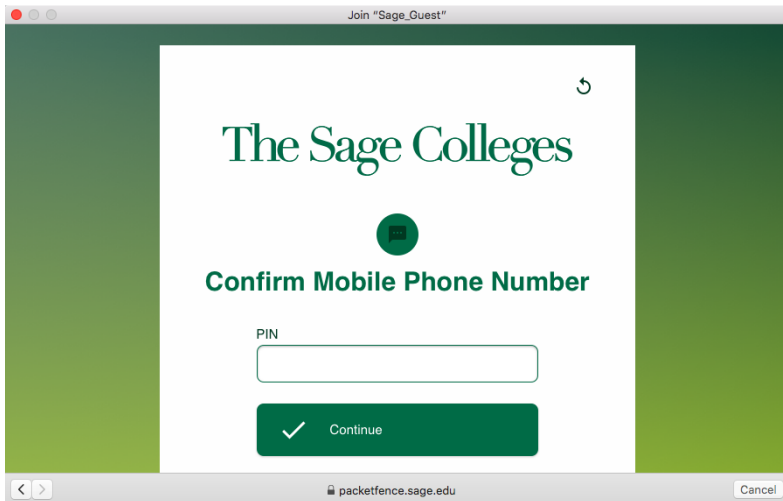 Join "Sage_Guest"
The Sage Colleges
Confirm Mobile Phone Number
PIN
Continue
packetfence.sage.edu
Cancel